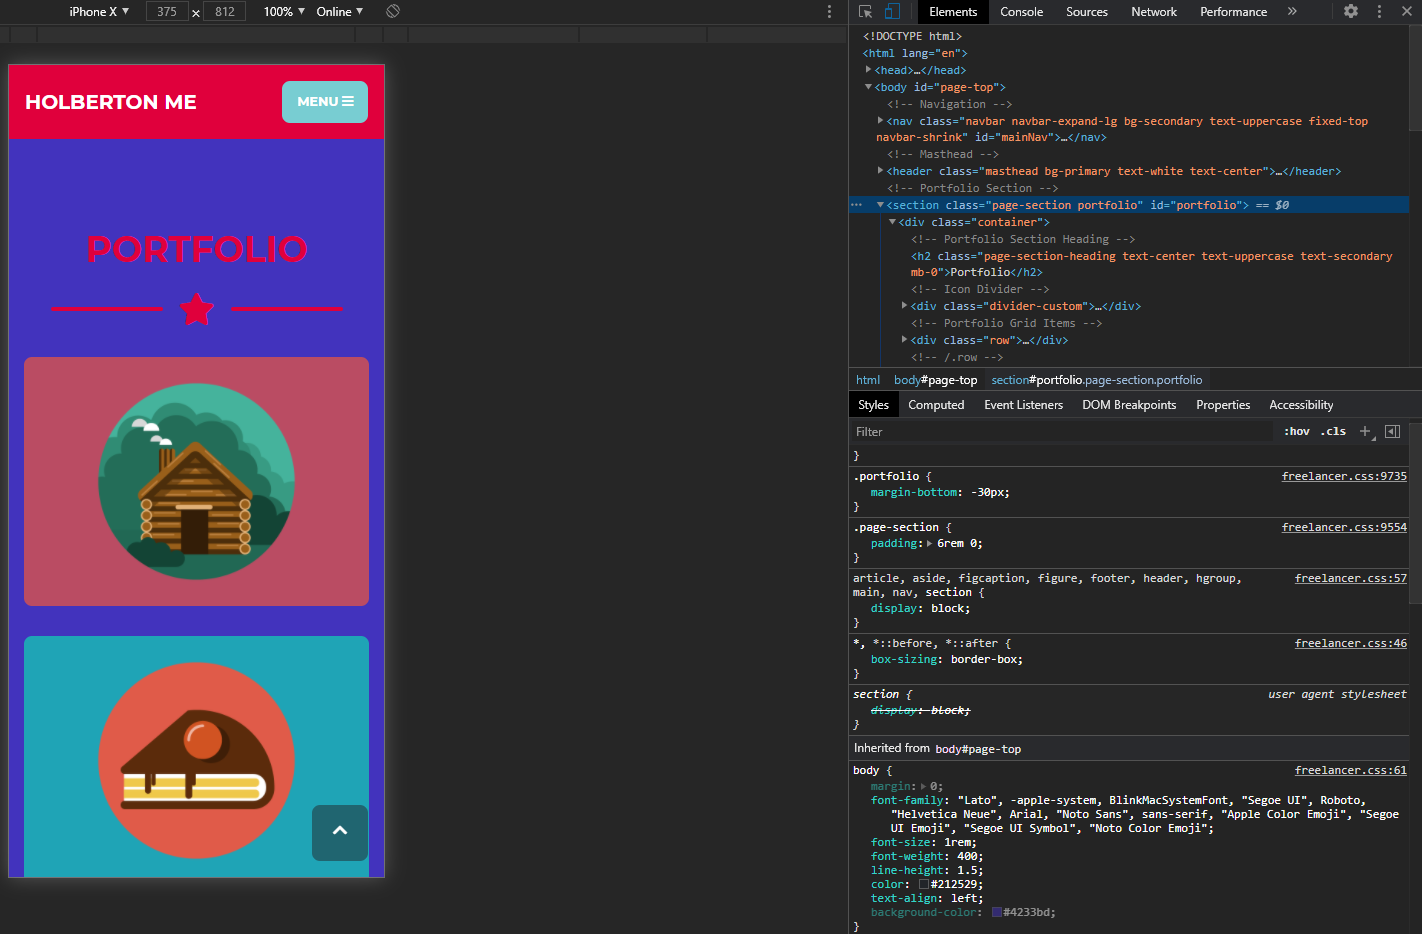 iPhone X ▼ 375 x 812 100% ▼ Online ▼
HOLBERTON ME
MENU
PORTFOLIO
Elements Console Sources Network Performance »
<!DOCTYPE html>
<html lang="en">
<head>…</head>
<body id="page-top">
<!-- Navigation -->
<nav class="navbar navbar-expand-lg bg-secondary text-uppercase fixed-top
navbar-shrink" id="mainNav">…</nav>
<!-- Masthead -->
<header class="masthead bg-primary text-white text-center">…</header>
<!-- Portfolio Section -->
<section class="page-section portfolio" id="portfolio"> == $0
<div class="container">
<!-- Portfolio Section Heading -->
<h2 class="page-section-heading text-center text-uppercase text-secondary
mb-0">Portfolio</h2>
<!-- Icon Divider -->
<div class="divider-custom">…</div>
<!-- Portfolio Grid Items -->
<div class="row">…</div>
<!-- /.row -->
html body#page-top section#portfolio.page-section.portfolio
Styles Computed Event Listeners DOM Breakpoints Properties Accessibility
Filter :hov .cls +
}
.portfolio { freelancer.css:9735
margin-bottom: -30px;
}
.page-section { freelancer.css:9554
padding: 6rem 0;
}
article, aside, figcaption, figure, footer, header, hgroup, freelancer.css:57
main, nav, section {
display: block;
}
*, *::before, *::after { freelancer.css:46
box-sizing: border-box;
}
section { user agent stylesheet
display: block;
}
Inherited from body#page-top
body { freelancer.css:61
margin: 0;
font-family: "Lato", -apple-system, BlinkMacSystemFont, "Segoe UI", Roboto,
"Helvetica Neue", Arial, "Noto Sans", sans-serif, "Apple Color Emoji", "Segoe
UI Emoji", "Segoe UI Symbol", "Noto Color Emoji";
font-size: 1rem;
font-weight: 400;
line-height: 1.5;
color: #212529;
text-align: left;
background-color: #4233bd;
}